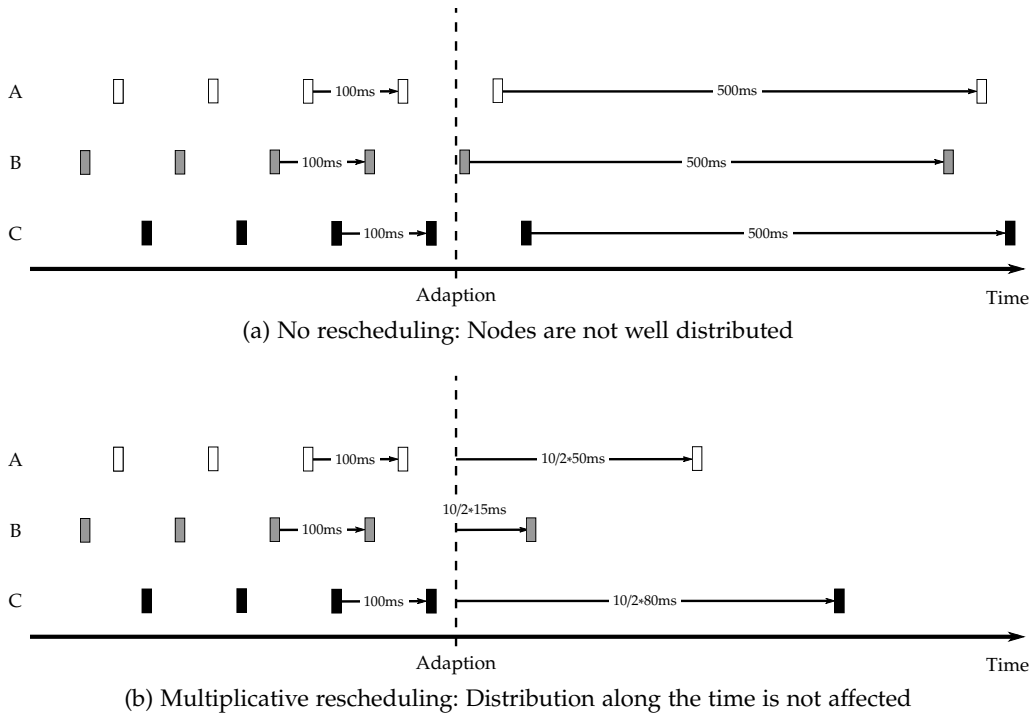 A
100ms
500ms
B
100ms
500ms
C
100ms
500ms
Adaption
Time
(a) No rescheduling: Nodes are not well distributed
A
100ms
10/2*50ms
B
100ms
10/2*15ms
C
100ms
10/2*80ms
Adaption
Time
(b) Multiplicative rescheduling: Distribution along the time is not affected